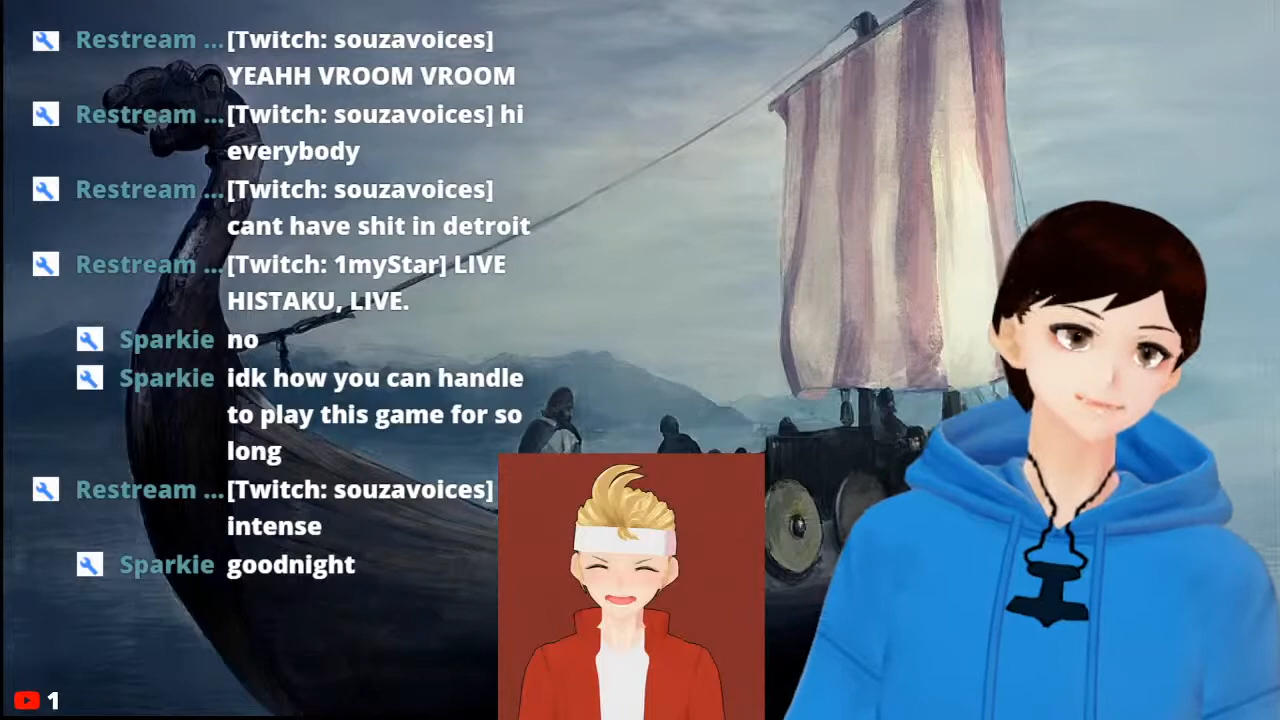 Restream ... [Twitch: souzavoices]
YEAHH VROOM VROOM
Restream ... [Twitch: souzavoices] hi
everybody
Restream ... [Twitch: souzavoices]
cant have shit in detroit
Restream ... [Twitch: 1myStar] LIVE
HISTAKU, LIVE.
Sparkie no
Sparkie idk how you can handle
to play this game for so
long
Restream ... [Twitch: souzavoices]
intense
Sparkie goodnight
1